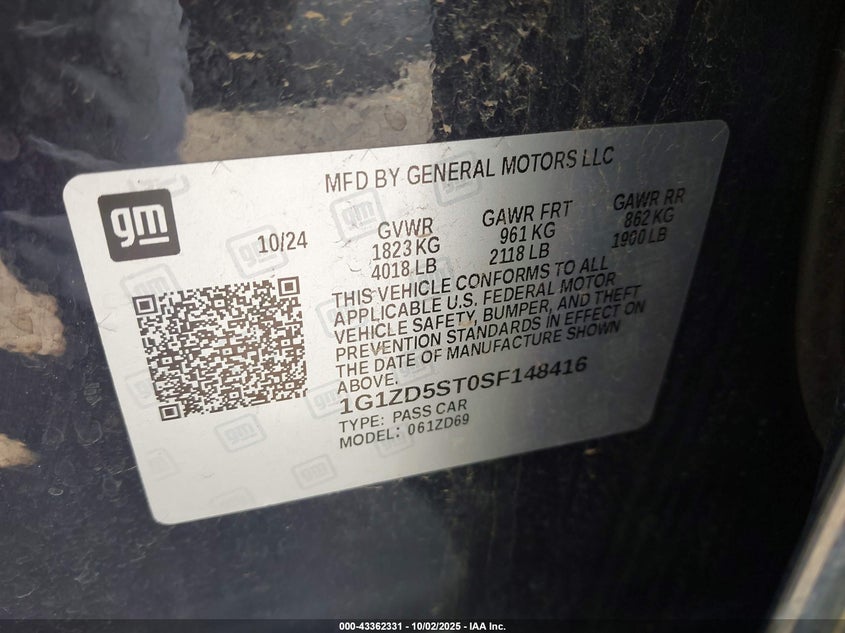 MFD BY GENERAL MOTORS LLC
gm
10/24
GVWR
1823 KG
4018 LB
GAWR FRT
961 KG
2118 LB
GAWR RR
862 KG
1900 LB
THIS VEHICLE CONFORMS TO ALL
APPLICABLE U.S. FEDERAL MOTOR
VEHICLE SAFETY, BUMPER, AND THEFT
PREVENTION STANDARDS IN EFFECT ON
THE DATE OF MANUFACTURE SHOWN
ABOVE.
1G1ZD5ST0SF148416
TYPE: PASS CAR
MODEL: 061ZD69
000-43362331 - 10/02/2025 - IAA Inc.